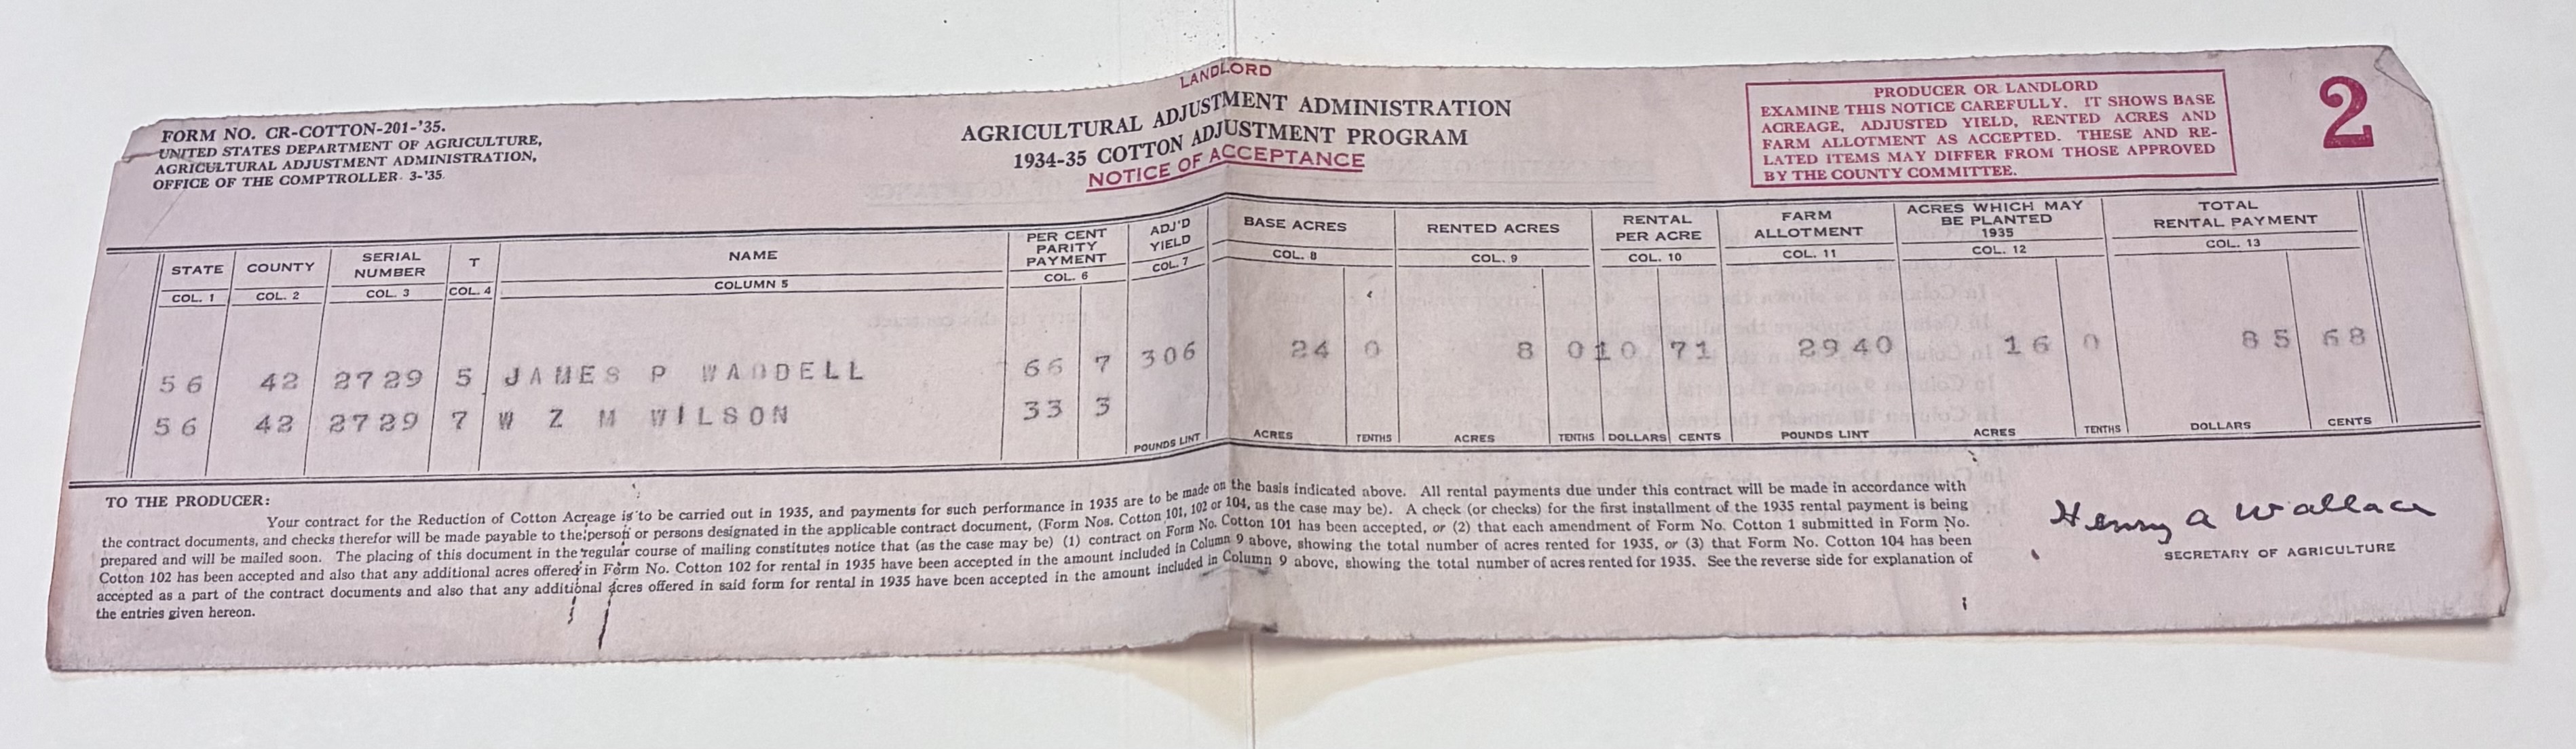 LANDLORD
FORM NO. CR-COTTON-201-'35.
UNITED STATES DEPARTMENT OF AGRICULTURE,
AGRICULTURAL ADJUSTMENT ADMINISTRATION,
OFFICE OF THE COMPTROLLER 3-'35.
AGRICULTURAL ADJUSTMENT ADMINISTRATION
1934-35 COTTON ADJUSTMENT PROGRAM
NOTICE OF ACCEPTANCE
PRODUCER OR LANDLORD
EXAMINE THIS NOTICE CAREFULLY. IT SHOWS BASE
ACREAGE, ADJUSTED YIELD, RENTED ACRES AND
FARM ALLOTMENT AS ACCEPTED. THESE AND RE-
LATED ITEMS MAY DIFFER FROM THOSE APPROVED
BY THE COUNTY COMMITTEE.
2
STATE COUNTY SERIAL NUMBER T NAME PER CENT PARITY PAYMENT ADJ'D YIELD BASE ACRES RENTED ACRES RENTAL PER ACRE FARM ALLOTMENT ACRES WHICH MAY BE PLANTED 1935 TOTAL RENTAL PAYMENT
COL. 1 COL. 2 COL. 3 COL. 4 COLUMN 5 COL. 6 COL. 7 COL. 8 COL. 9 COL. 10 COL. 11 COL. 12 COL. 13
56 42 2729 5 JAMES P WADDELL 66 7 306 24 0 8 0 10 71 2940 16 0 85 68
56 42 2729 7 W Z M WILSON 33 3
POUNDS LINT ACRES TENTHS ACRES TENTHS DOLLARS CENTS POUNDS LINT ACRES TENTHS DOLLARS CENTS
TO THE PRODUCER:
Your contract for the Reduction of Cotton Acreage is to be carried out in 1935, and payments for such performance in 1935 are to be made on the basis indicated above. All rental payments due under this contract will be made in accordance with
the contract documents, and checks therefor will be made payable to the person or persons designated in the applicable contract document, (Form Nos. Cotton 101, 102 or 104, as the case may be). A check (or checks) for the first installment of the 1935 rental payment is being
prepared and will be mailed soon. The placing of this document in the regular course of mailing constitutes notice that (as the case may be) (1) contract on Form No. Cotton 101 has been accepted, or (2) that each amendment of Form No. Cotton 1 submitted in Form No.
Cotton 102 has been accepted and also that any additional acres offered in Form No. Cotton 102 for rental in 1935 have been accepted in the amount included in Column 9 above, showing the total number of acres rented for 1935, or (3) that Form No. Cotton 104 has been
accepted as a part of the contract documents and also that any additional acres offered in said form for rental in 1935 have been accepted in the amount included in Column 9 above, showing the total number of acres rented for 1935. See the reverse side for explanation of
the entries given hereon.
Henry A Wallace
SECRETARY OF AGRICULTURE